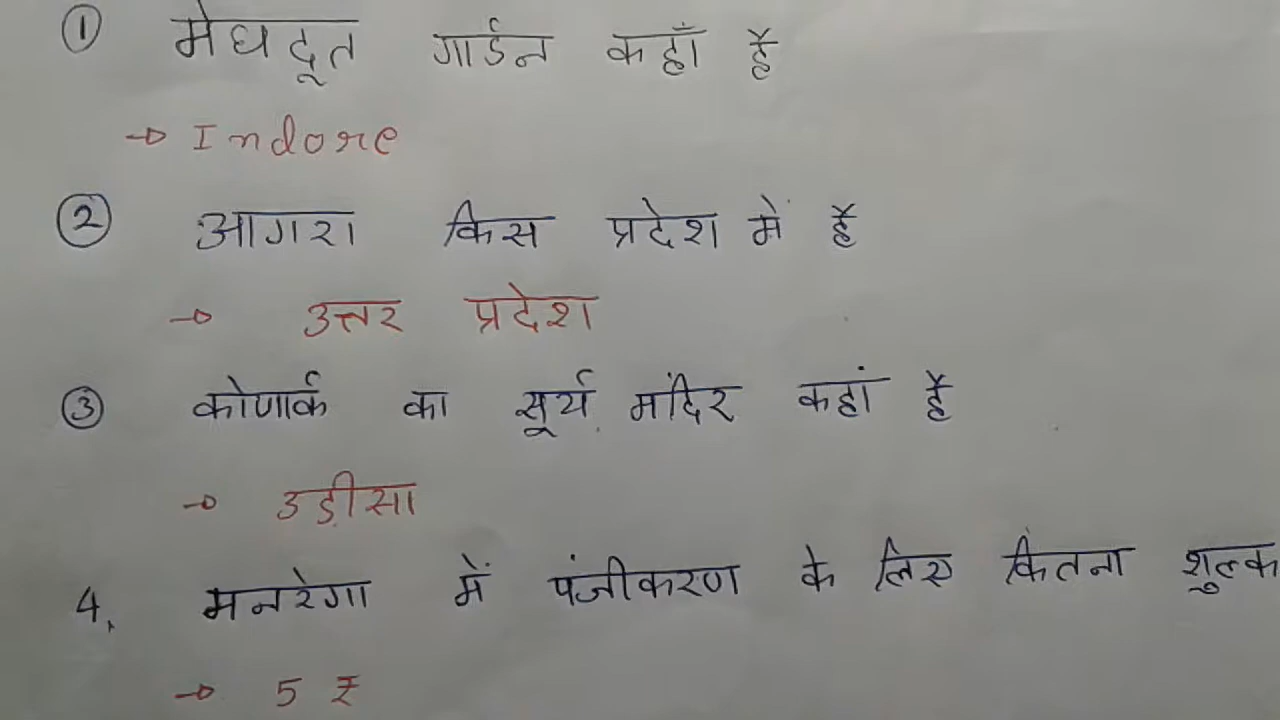 ① मेघदूत गार्डन कहाँ है
→ Indore
② आगरा किस प्रदेश में है
→ उत्तर प्रदेश
③ कोणार्क का सूर्य मंदिर कहां है
→ उड़ीसा
4. मनरेगा में पंजीकरण के लिए कितना शुल्क
→ 5 ₹